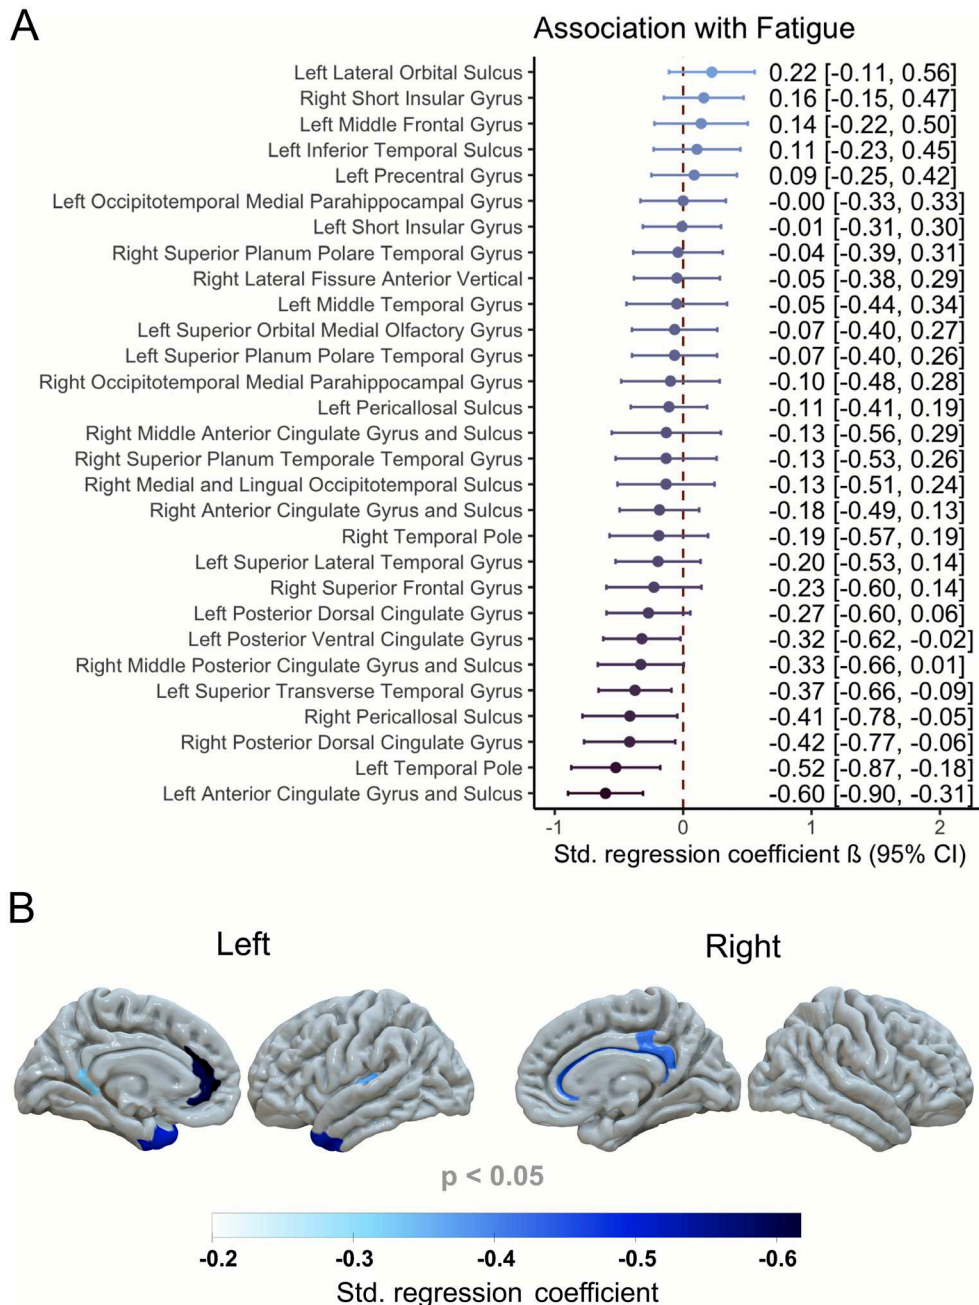 A
Association with Fatigue
Left Lateral Orbital Sulcus 0.22 [-0.11, 0.56]
Right Short Insular Gyrus 0.16 [-0.15, 0.47]
Left Middle Frontal Gyrus 0.14 [-0.22, 0.50]
Left Inferior Temporal Sulcus 0.11 [-0.23, 0.45]
Left Precentral Gyrus 0.09 [-0.25, 0.42]
Left Occipitotemporal Medial Parahippocampal Gyrus -0.00 [-0.33, 0.33]
Left Short Insular Gyrus -0.01 [-0.31, 0.30]
Right Superior Planum Polare Temporal Gyrus -0.04 [-0.39, 0.31]
Right Lateral Fissure Anterior Vertical -0.05 [-0.38, 0.29]
Left Middle Temporal Gyrus -0.05 [-0.44, 0.34]
Left Superior Orbital Medial Olfactory Gyrus -0.07 [-0.40, 0.27]
Left Superior Planum Polare Temporal Gyrus -0.07 [-0.40, 0.26]
Right Occipitotemporal Medial Parahippocampal Gyrus -0.10 [-0.48, 0.28]
Left Pericallosal Sulcus -0.11 [-0.41, 0.19]
Right Middle Anterior Cingulate Gyrus and Sulcus -0.13 [-0.56, 0.29]
Right Superior Planum Temporale Temporal Gyrus -0.13 [-0.53, 0.26]
Right Medial and Lingual Occipitotemporal Sulcus -0.13 [-0.51, 0.24]
Right Anterior Cingulate Gyrus and Sulcus -0.18 [-0.49, 0.13]
Right Temporal Pole -0.19 [-0.57, 0.19]
Left Superior Lateral Temporal Gyrus -0.20 [-0.53, 0.14]
Right Superior Frontal Gyrus -0.23 [-0.60, 0.14]
Left Posterior Dorsal Cingulate Gyrus -0.27 [-0.60, 0.06]
Left Posterior Ventral Cingulate Gyrus -0.32 [-0.62, -0.02]
Right Middle Posterior Cingulate Gyrus and Sulcus -0.33 [-0.66, 0.01]
Left Superior Transverse Temporal Gyrus -0.37 [-0.66, -0.09]
Right Pericallosal Sulcus -0.41 [-0.78, -0.05]
Right Posterior Dorsal Cingulate Gyrus -0.42 [-0.77, -0.06]
Left Temporal Pole -0.52 [-0.87, -0.18]
Left Anterior Cingulate Gyrus and Sulcus -0.60 [-0.90, -0.31]
-1 0 1 2
Std. regression coefficient ß (95% CI)
B
Left Right
p < 0.05
-0.2 -0.3 -0.4 -0.5 -0.6
Std. regression coefficient